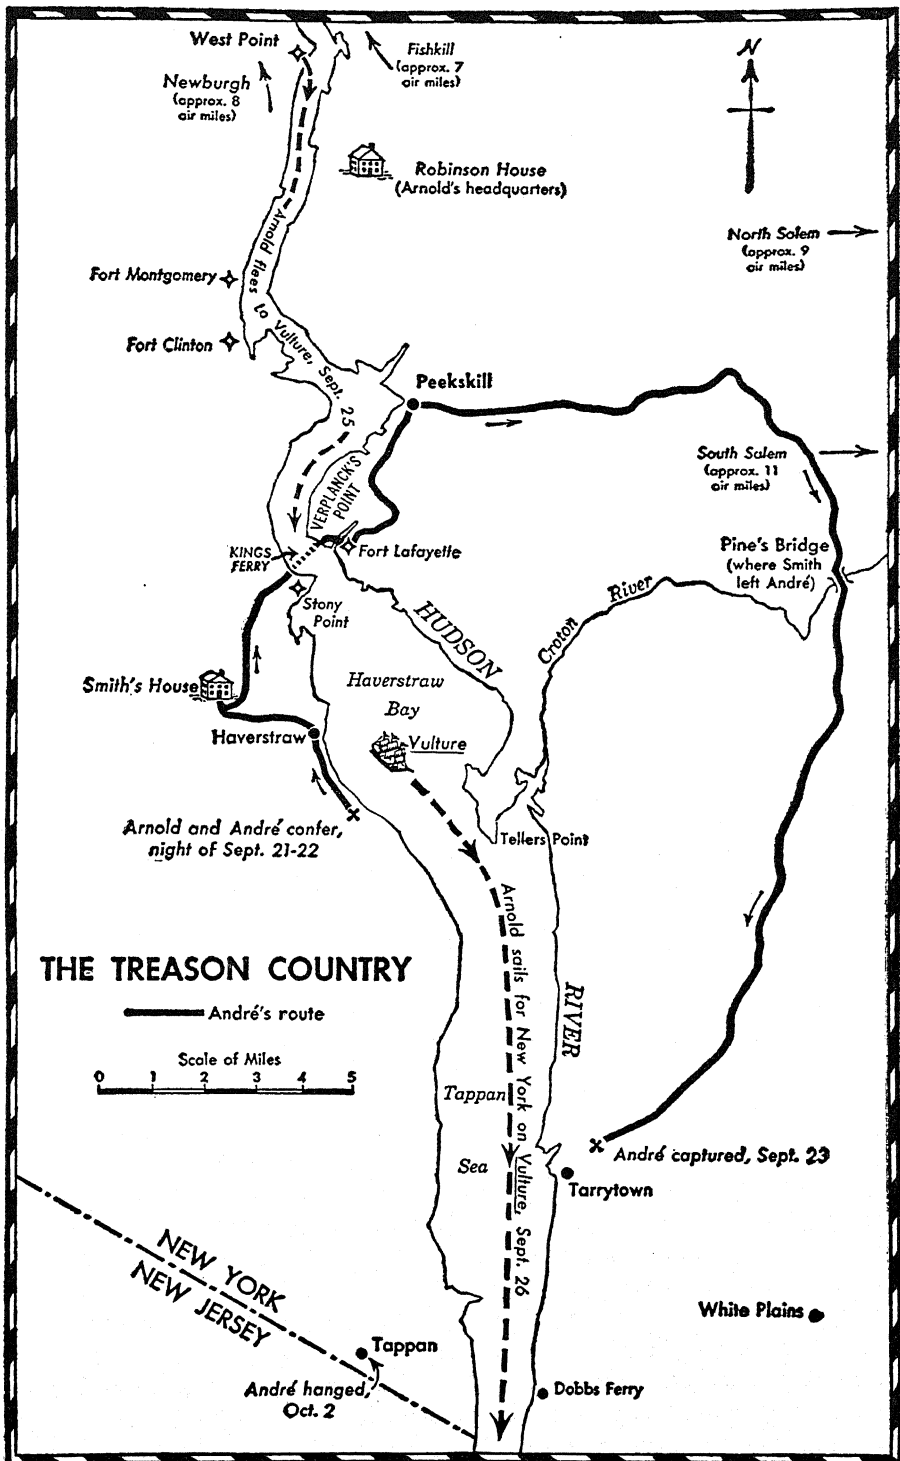 West Point
Fishkill
(approx. 7
air miles)
Newburgh
(approx. 8
air miles)
N
Robinson House
(Arnold's headquarters)
North Salem
(approx. 9
air miles)
Arnold flees to Vulture, Sept. 25
Fort Montgomery
Fort Clinton
Peekskill
South Salem
(approx. 11
air miles)
VERPLANCK'S
POINT
KINGS
FERRY
Fort Lafayette
Pine's Bridge
(where Smith
left André)
Stony
Point
HUDSON
Croton River
Smith's House
Haverstraw
Bay
Haverstraw
Vulture
Arnold and André confer,
night of Sept. 21-22
Tellers Point
Arnold sails for New York on Vulture, Sept. 26
THE TREASON COUNTRY
André's route
Scale of Miles
0 1 2 3 4 5
RIVER
Tappan
Sea
André captured, Sept. 23
Tarrytown
NEW YORK
NEW JERSEY
White Plains
Tappan
André hanged,
Oct. 2
Dobbs Ferry